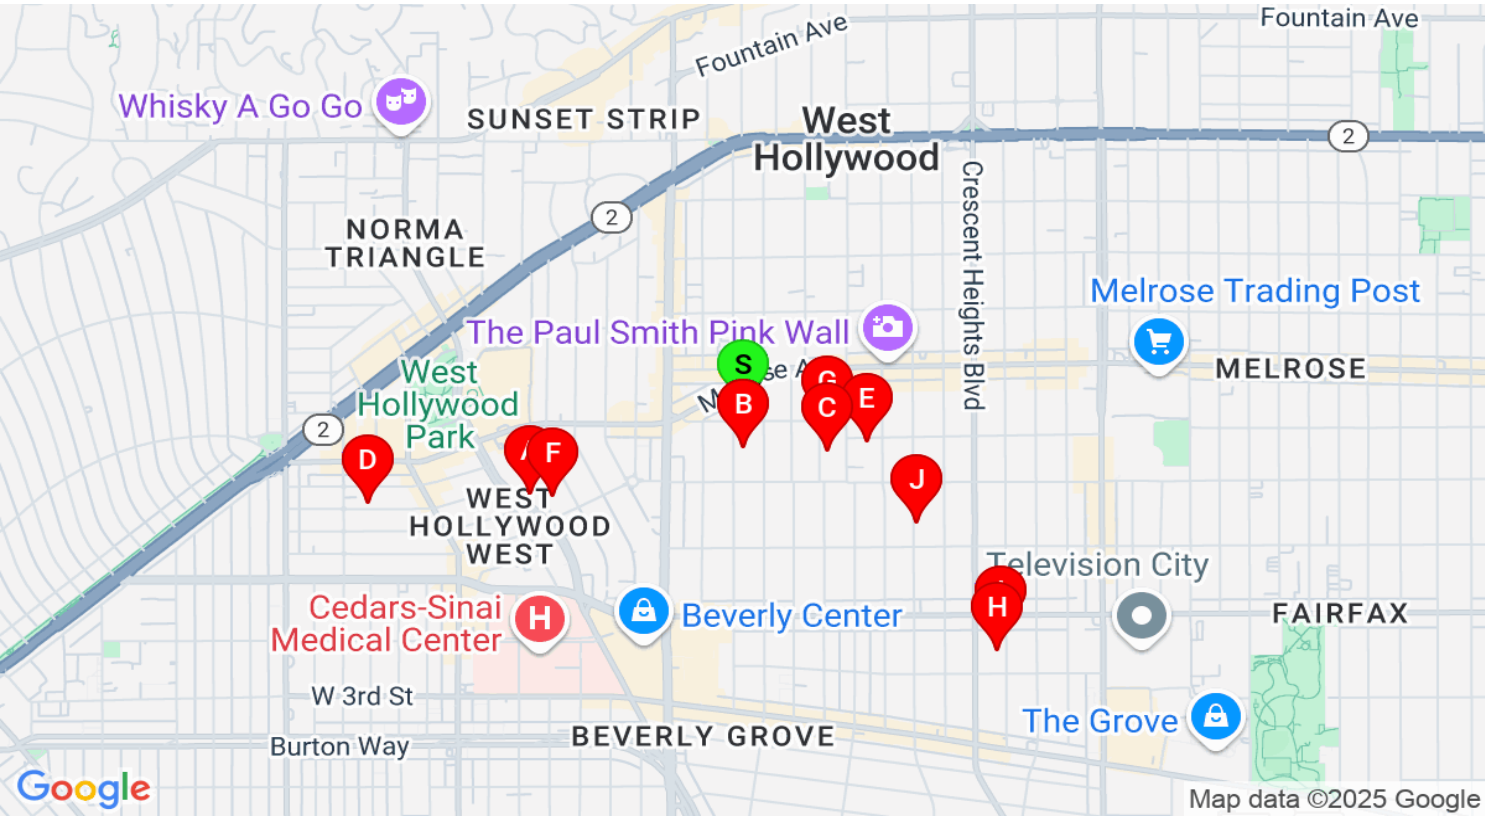 Fountain Ave
Fountain Ave
Whisky A Go Go
SUNSET STRIP
West
Hollywood
2
2
Crescent Heights Blvd
NORMA
TRIANGLE
Melrose Trading Post
The Paul Smith Pink Wall
S
MELROSE
West
Hollywood
Park
G
E
B
C
2
D
A
F
J
WEST
HOLLYWOOD
WEST
Television City
H
Cedars-Sinai
Medical Center
H
Beverly Center
FAIRFAX
W 3rd St
The Grove
BEVERLY GROVE
Burton Way
Google
Map data ©2025 Google